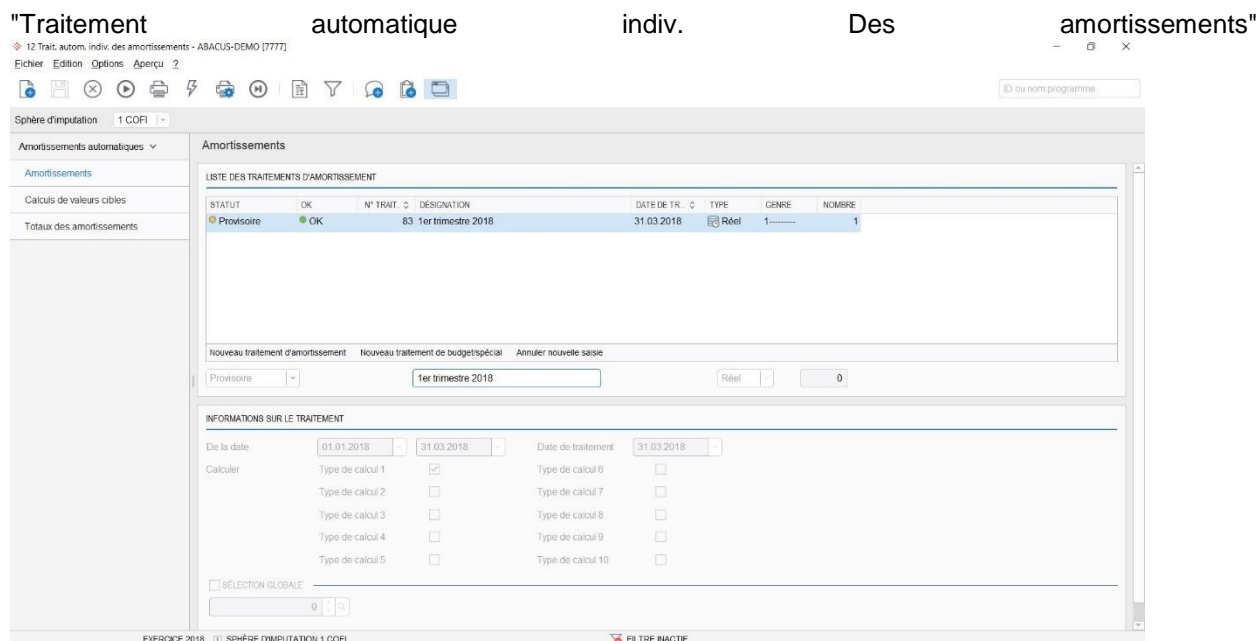 "Traitement automatique indiv. Des amortissements"
12 Trait. autom. indiv. des amortissements - ABACUS-DEMO [7777]
Eichier Edition Options Aperçu ?
ID ou nom programme
Sphère d'imputation 1 COFI
Amortissements automatiques
Amortissements
Calculs de valeurs cibles
Totaux des amortissements
Amortissements
LISTE DES TRAITEMENTS D'AMORTISSEMENT
STATUT OK N° TRAIT. DÉSIGNATION DATE DE TR... TYPE GENRE NOMBRE
Provisoire OK 83 1er trimestre 2018 31.03.2018 Réel 1--------- 1
Nouveau traitement d'amortissement Nouveau traitement de budget/spécial Annuler nouvelle saisie
Provisoire 1er trimestre 2018 Réel 0
INFORMATIONS SUR LE TRAITEMENT
De la date 01.01.2018 31.03.2018 Date de traitement 31.03.2018
Calculer Type de calcul 1 Type de calcul 6
Type de calcul 2 Type de calcul 7
Type de calcul 3 Type de calcul 8
Type de calcul 4 Type de calcul 9
Type de calcul 5 Type de calcul 10
SÉLECTION GLOBALE
0
EXERCICE 2018 SPHÈRE D'IMPUTATION 1 COFI FILTRE INACTIF